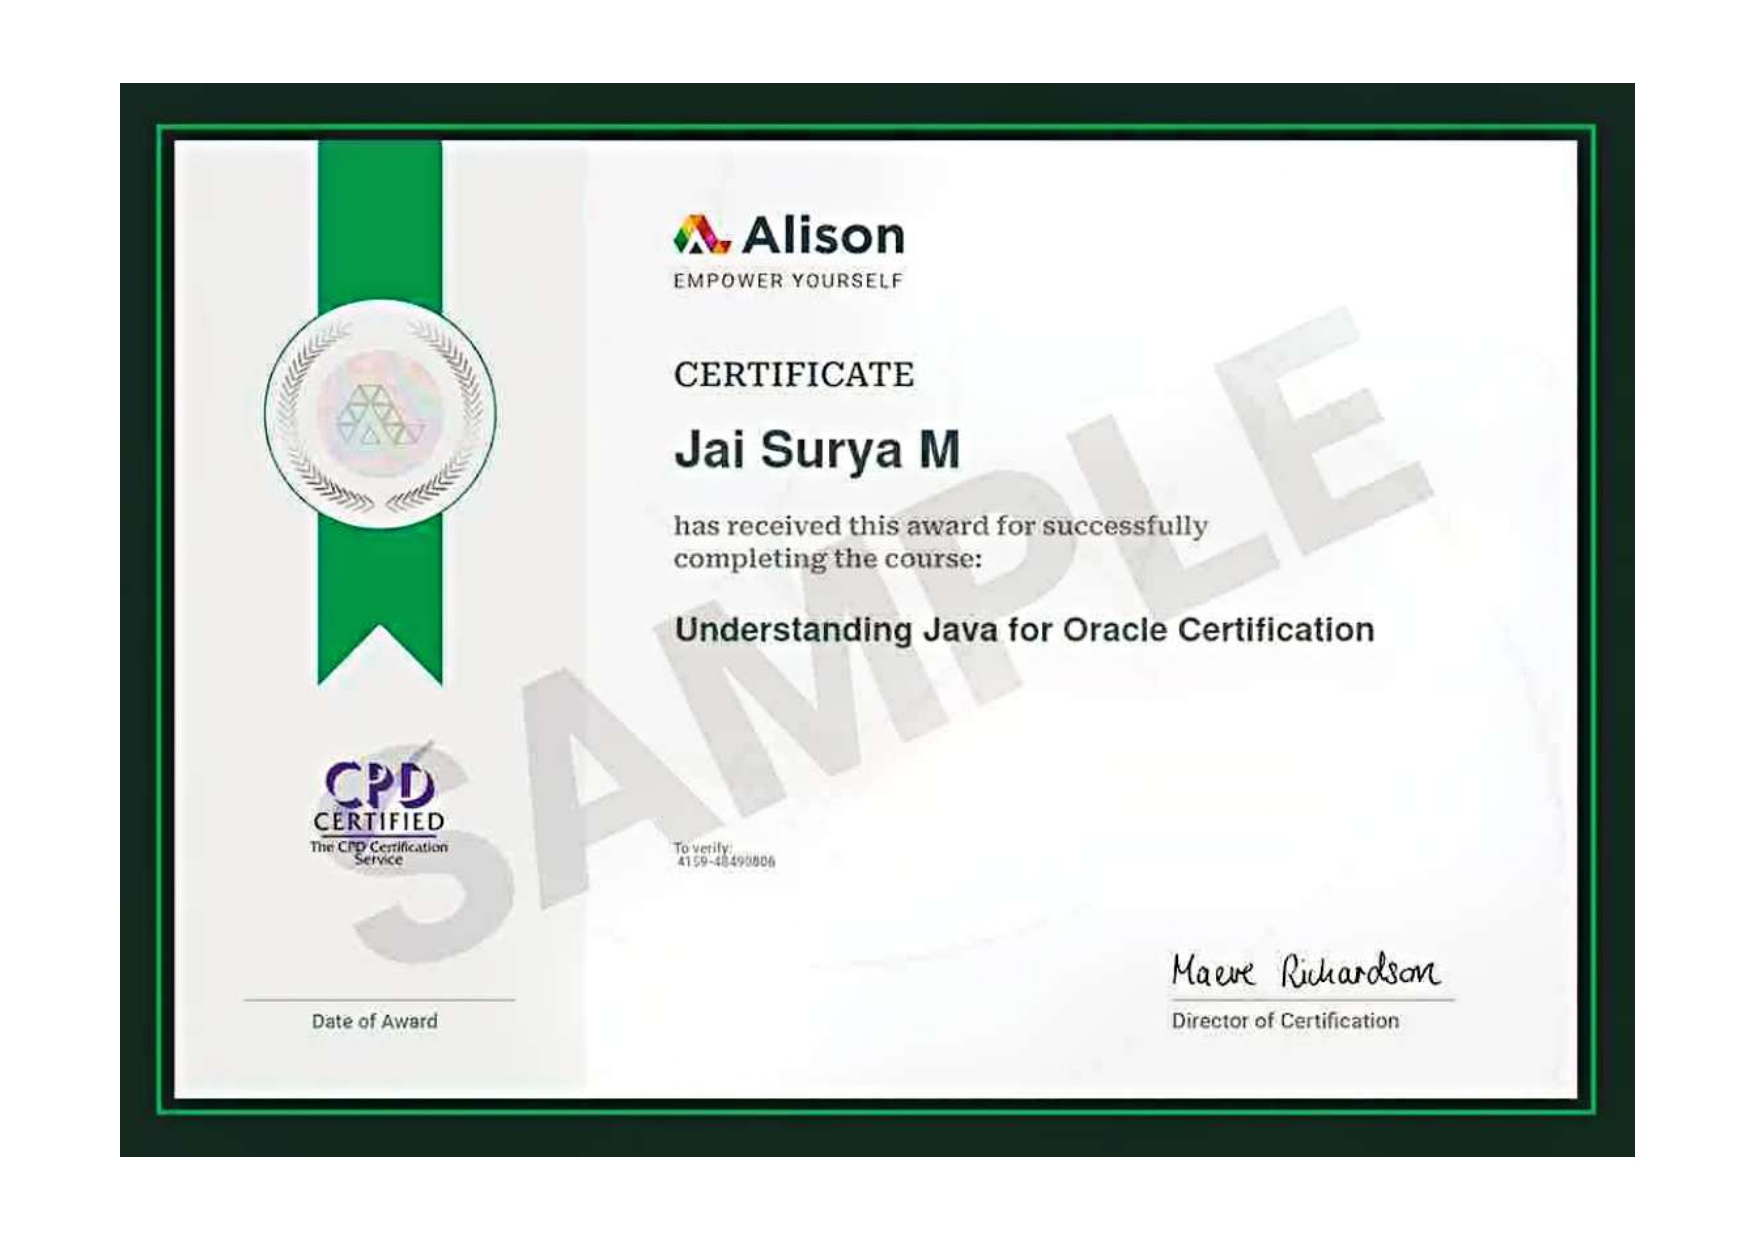 Alison
EMPOWER YOURSELF
CERTIFICATE
Jai Surya M
has received this award for successfully
completing the course:
Understanding Java for Oracle Certification
SAMPLE
CPD
CERTIFIED
The CPD Certification
Service
To verify:
4159-48490806
Maeve Richardson
Date of Award
Director of Certification